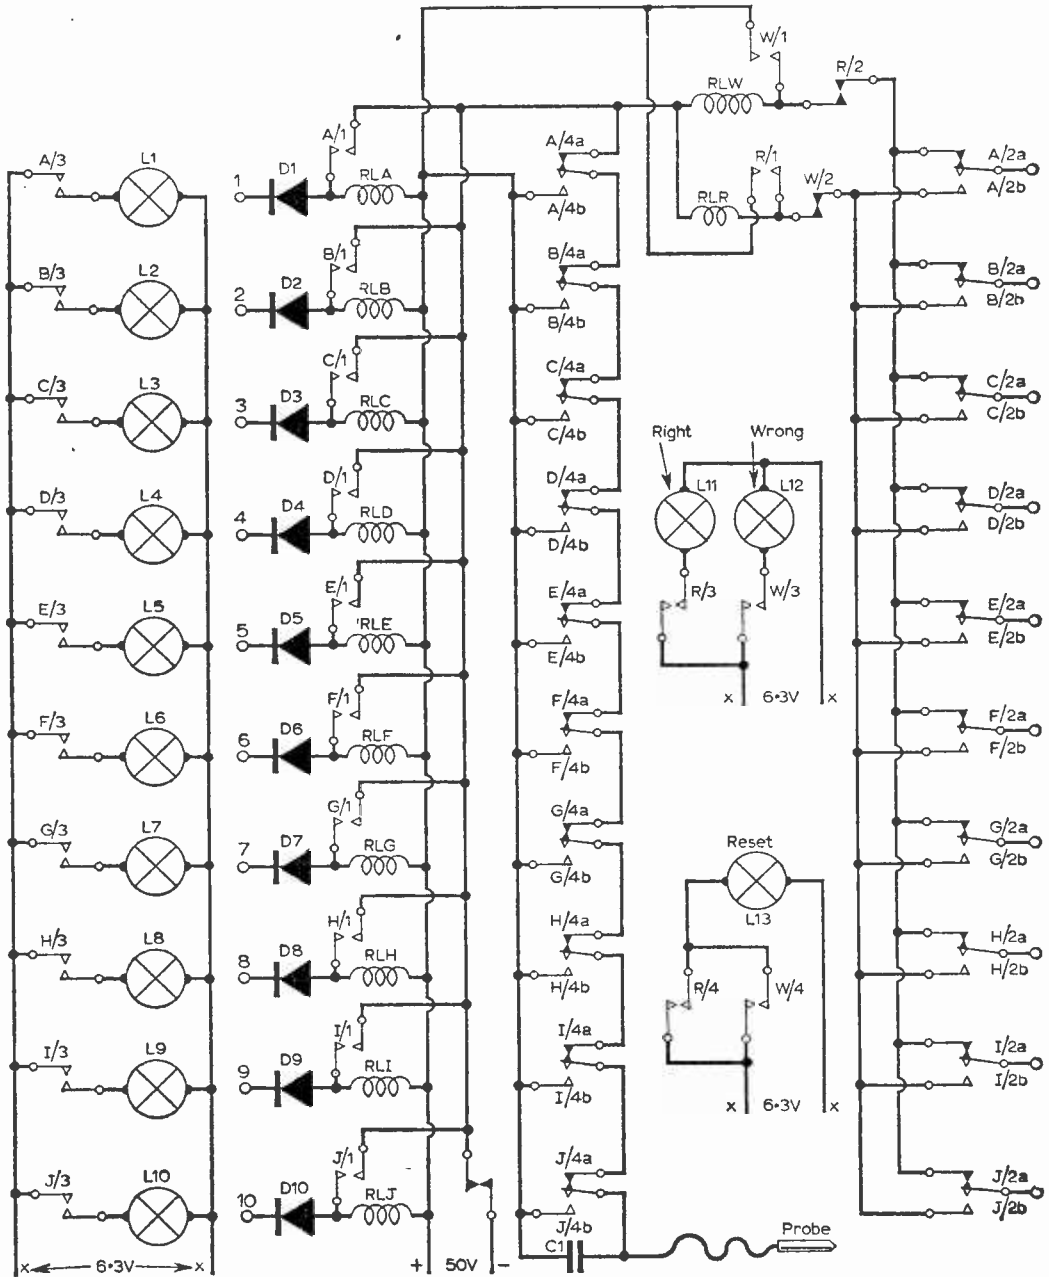 W/1
R/2
RLW
A/1
A/4a
R/1
A/3
L1
1
D1
RLA
RLR
W/2
A/4b
A/2a
A/2b
B/3
L2
2
D2
B/1
RLB
B/4a
B/4b
B/2a
B/2b
C/3
L3
3
D3
C/1
RLC
C/4a
C/4b
C/2a
C/2b
Right
Wrong
L11
L12
R/3
W/3
x 6·3V x
D/3
L4
4
D4
D/1
RLD
D/4a
D/4b
D/2a
D/2b
E/3
L5
5
D5
E/1
RLE
E/4a
E/4b
E/2a
E/2b
F/3
L6
6
D6
F/1
RLF
F/4a
F/4b
F/2a
F/2b
G/3
L7
7
D7
G/1
RLG
G/4a
G/4b
G/2a
G/2b
Reset
L13
R/4
W/4
x 6·3V x
H/3
L8
8
D8
H/1
RLH
H/4a
H/4b
H/2a
H/2b
I/3
L9
9
D9
I/1
RLI
I/4a
I/4b
I/2a
I/2b
J/3
L10
10
D10
J/1
RLJ
J/4a
J/4b
J/2a
J/2b
C1
Probe
x 6·3V x
+ 50V -